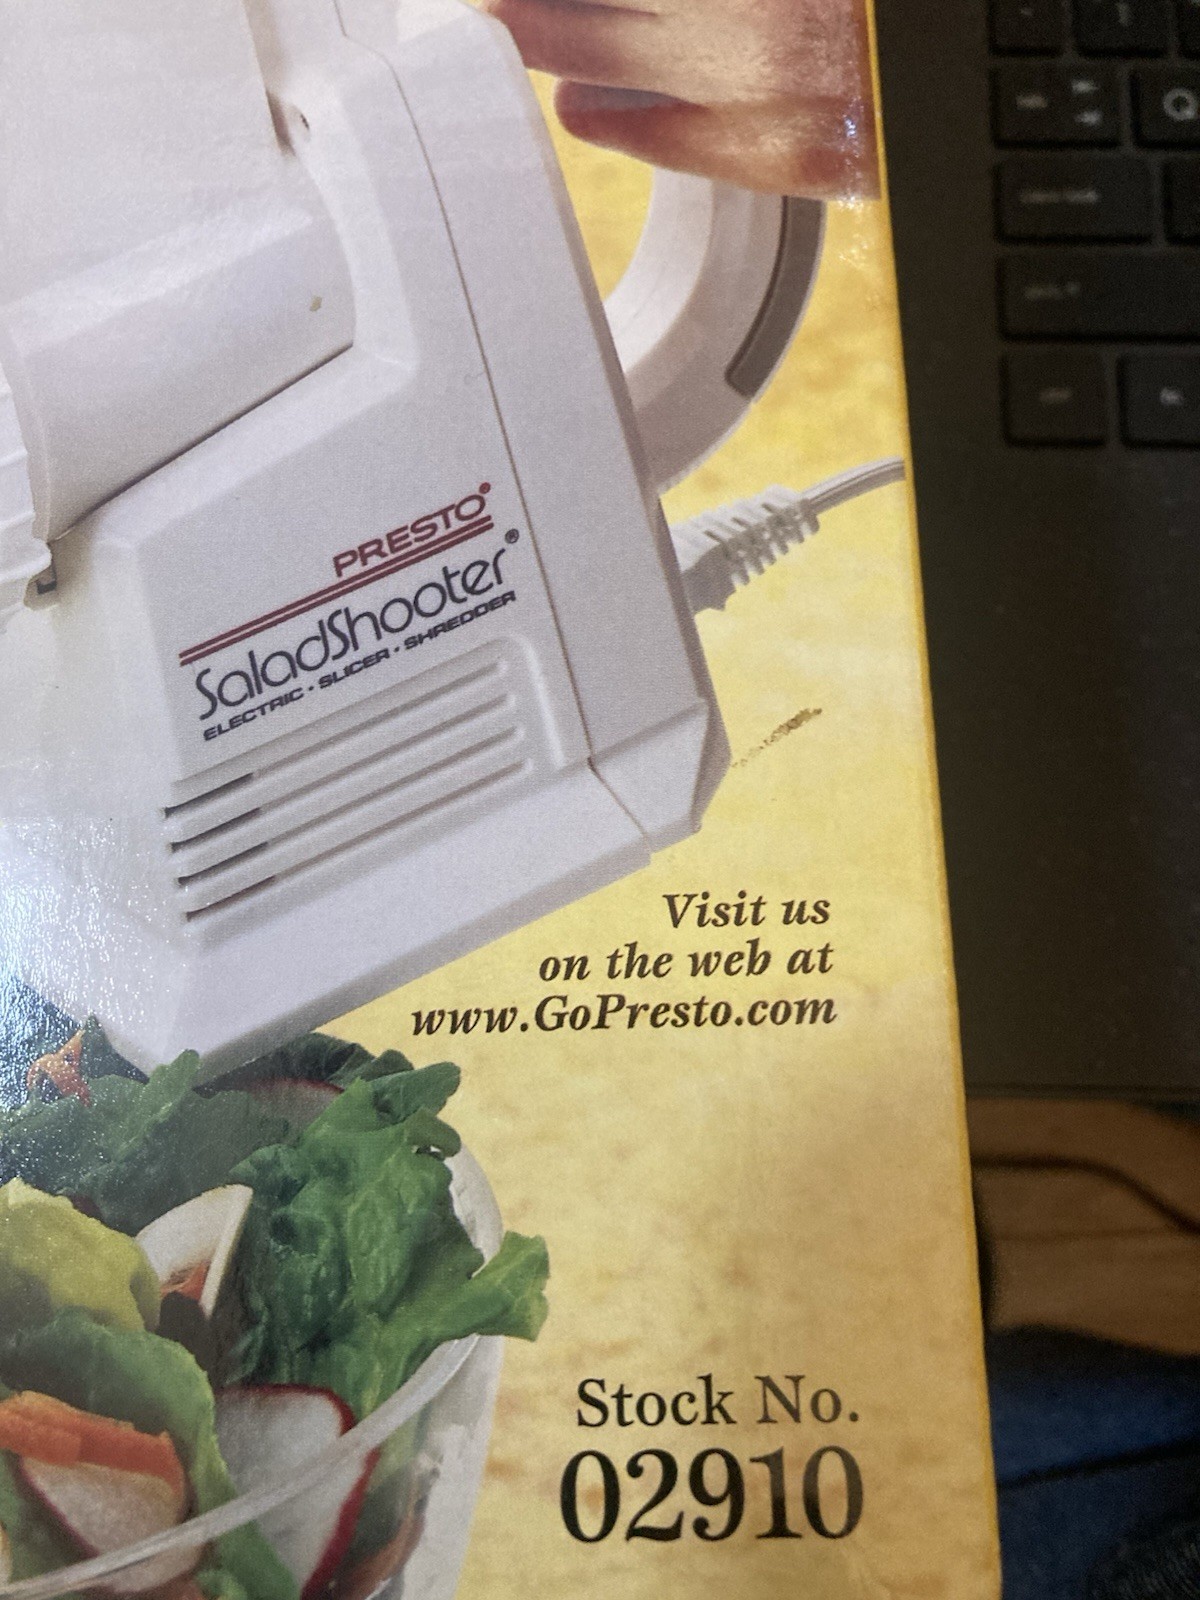 Q
PRESTO®
SaladShooter®
ELECTRIC · SLICER · SHREDDER
Visit us
on the web at
www.GoPresto.com
Stock No.
02910